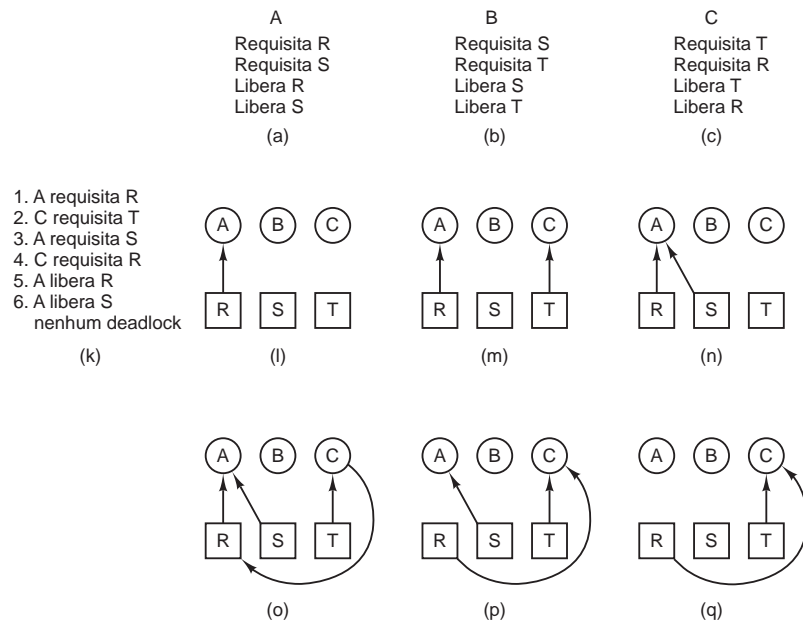 A
B
C
Requisita R
Requisita S
Libera R
Libera S
Requisita S
Requisita T
Libera S
Libera T
Requisita T
Requisita R
Libera T
Libera R
(a)
(b)
(c)
1. A requisita R
2. C requisita T
3. A requisita S
4. C requisita R
5. A libera R
6. A libera S
nenhum deadlock
(k)
A B C
R S T
(l)
A B C
R S T
(m)
A B C
R S T
(n)
A B C
R S T
(o)
A B C
R S T
(p)
A B C
R S T
(q)